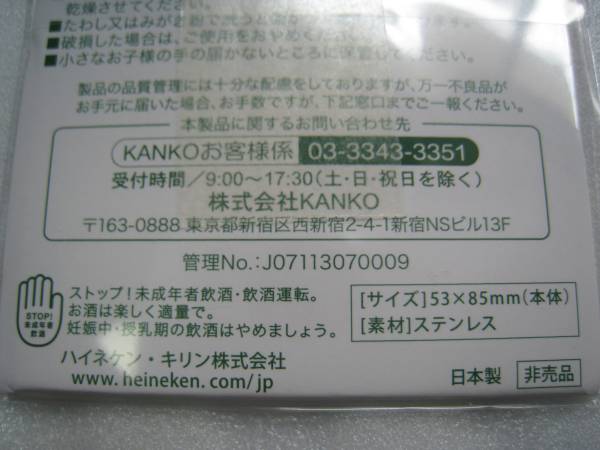 乾燥させてください。
■たわし又はみがき粉で洗うと傷が
■破損した場合は、ご使用をおやめください。
■小さなお子様の手の届かないところに保管してください。
製品の品質管理には十分な配慮をしておりますが、万一不良品が
お手元に届いた場合、お手数ですが、下記窓口までご一報ください。
本製品に関するお問い合わせ先
KANKOお客様係 03-3343-3351
受付時間／9:00〜17:30(土・日・祝日を除く)
株式会社KANKO
〒163-0888 東京都新宿区西新宿2-4-1新宿NSビル13F
管理No.:J07113070009
STOP!
未成年者
飲酒
ストップ!未成年者飲酒・飲酒運転。
お酒は楽しく適量で。
妊娠中・授乳期の飲酒はやめましょう。
[サイズ]53×85mm(本体)
[素材]ステンレス
ハイネケン・キリン株式会社
www.heineken.com/jp
日本製 非売品